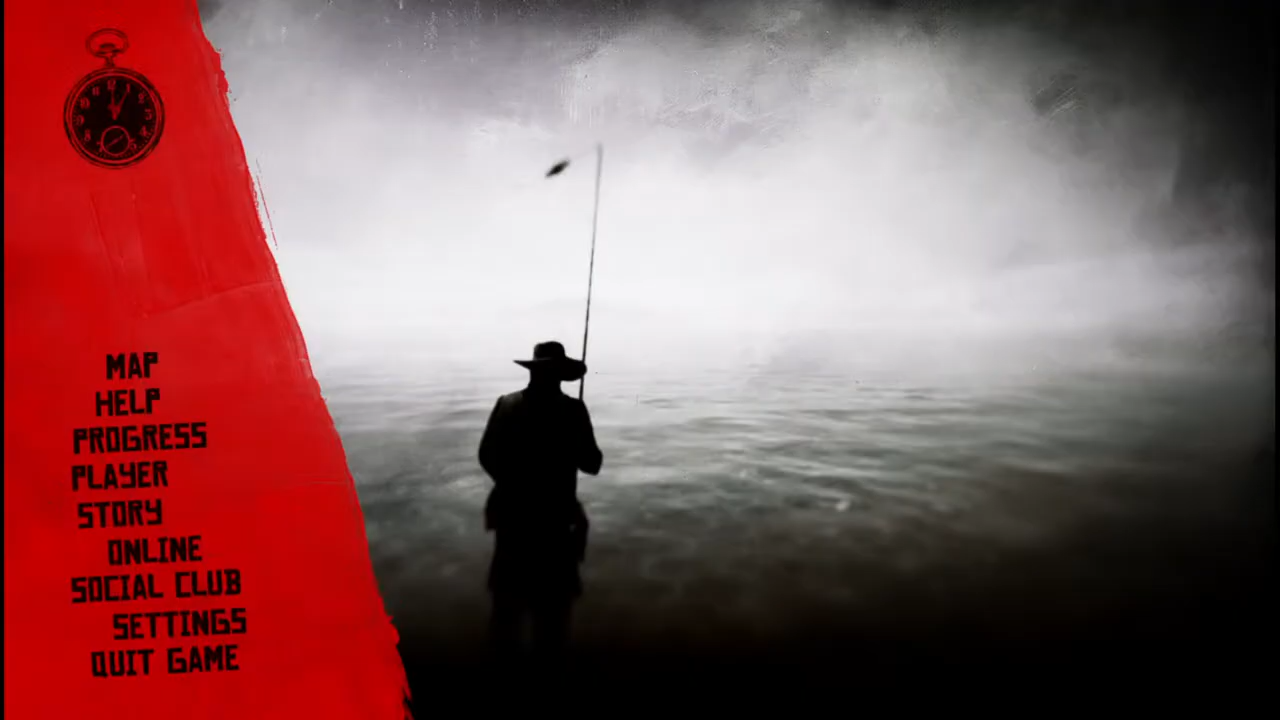 MAP
HELP
PROGRESS
PLAYER
STORY
ONLINE
SOCIAL CLUB
SETTINGS
QUIT GAME